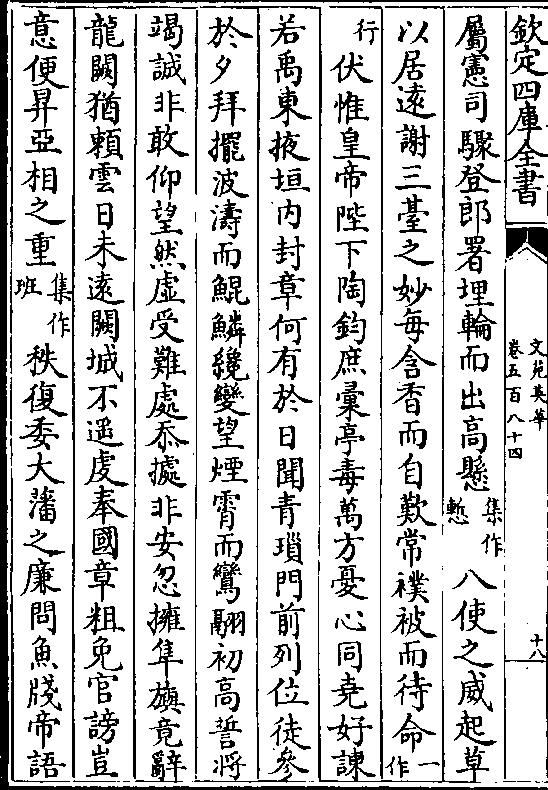 欽定四庫全書
文苑英華
卷五百八十四
十八
屬憲司驟登郎署埋輪而出高懸集作慙八使之威起草
以居遠謝三臺之妙每含香而自歎常襆被而待命一作
行伏惟皇帝陛下陶鈞庶彙亭毒萬方憂心同堯好諫
若禹東掖垣内封章何有於日聞青瑣門前列位徒參
於夕拜擺波濤而鯤鱗纔變望煙霄而鸞翮初高誓將
竭誠非敢仰望然虛受難處忝據非安忽擁隼旟竟辭
龍闕猶頼雲日未遠闕城不遥虔奉國章粗免官謗豈
意便昇亞相之重集作班秩復委大藩之廉問魚牋帝語